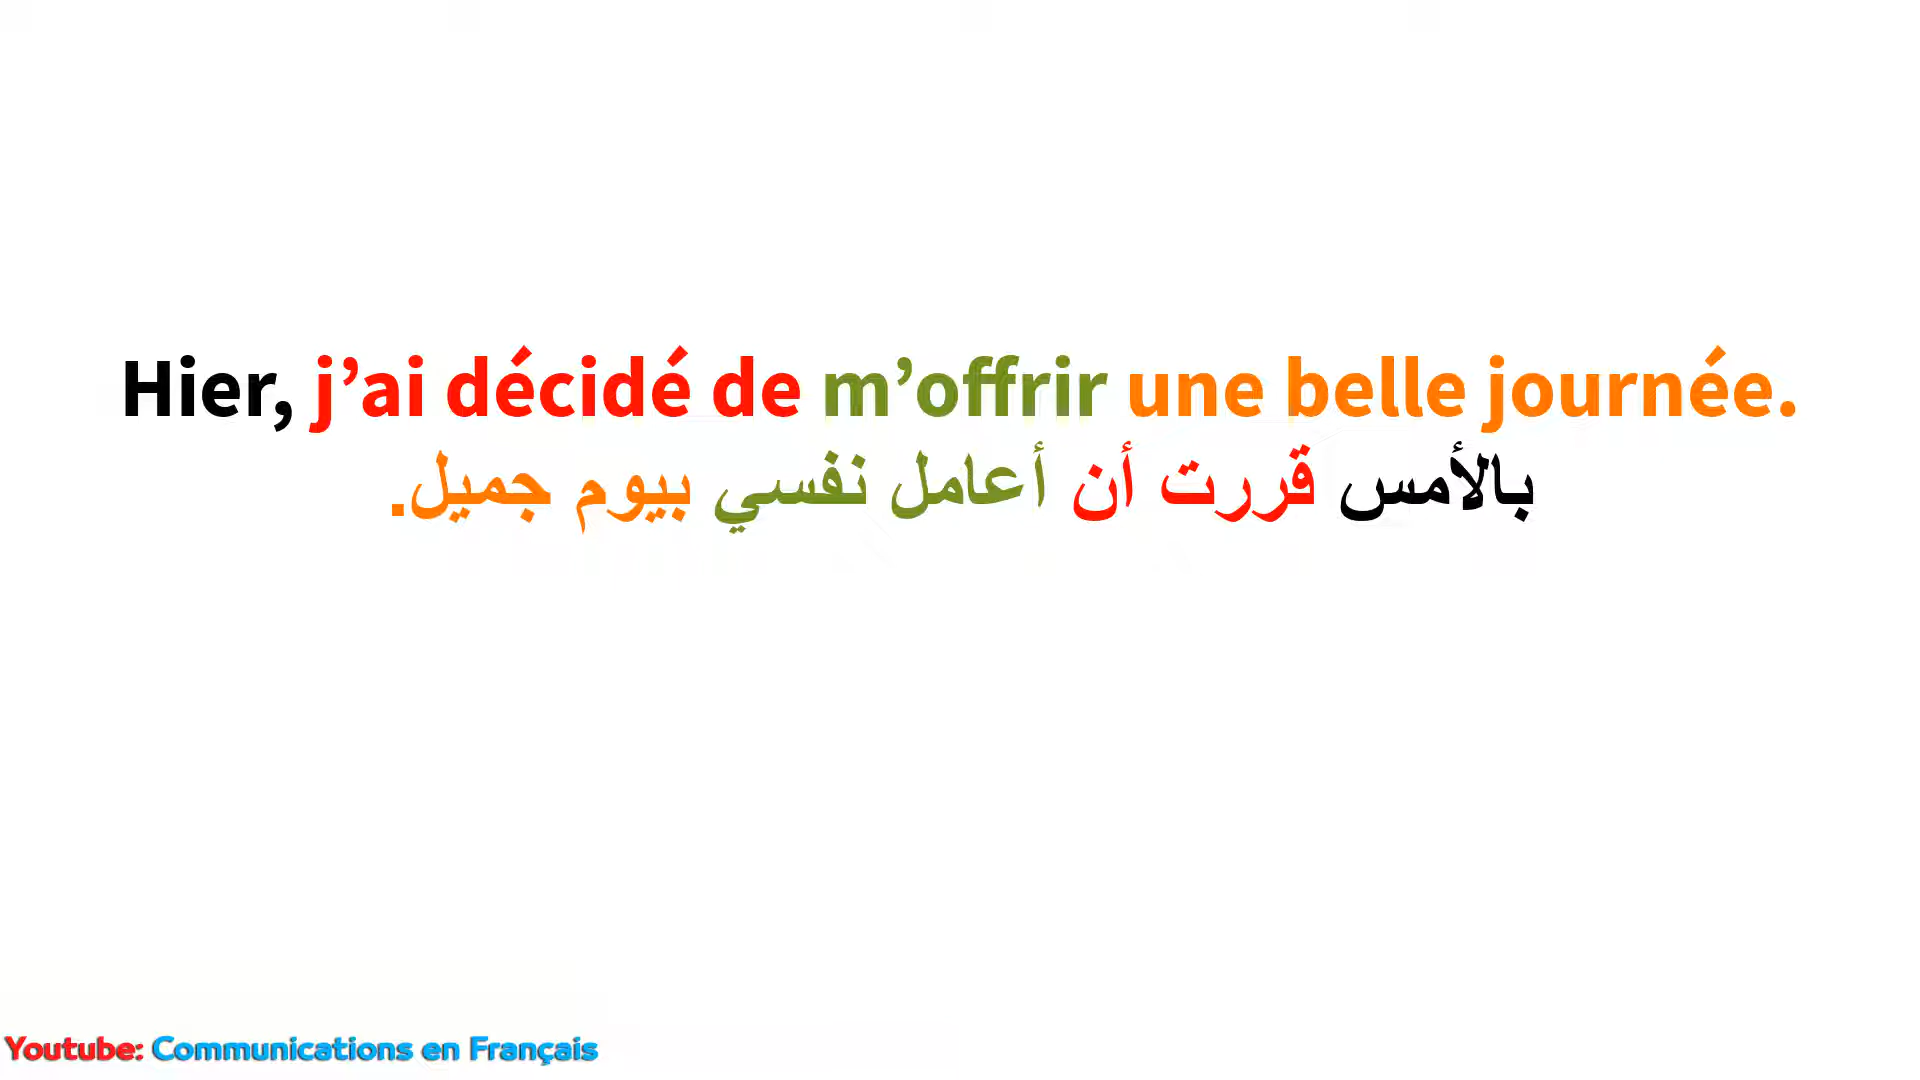 Hier, j’ai décidé de m’offrir une belle journée.
بالأمس قررت أن أعامل نفسي بيوم جميل.
Youtube: Communications en Français